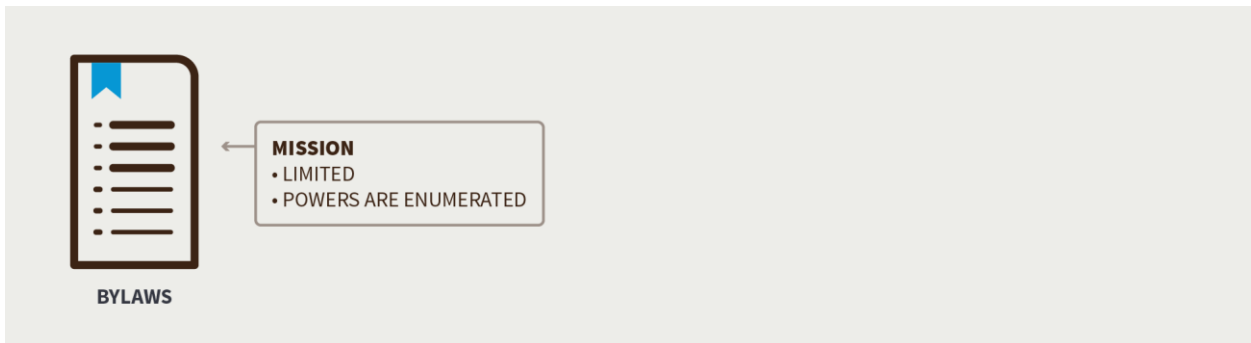 MISSION
• LIMITED
• POWERS ARE ENUMERATED
BYLAWS